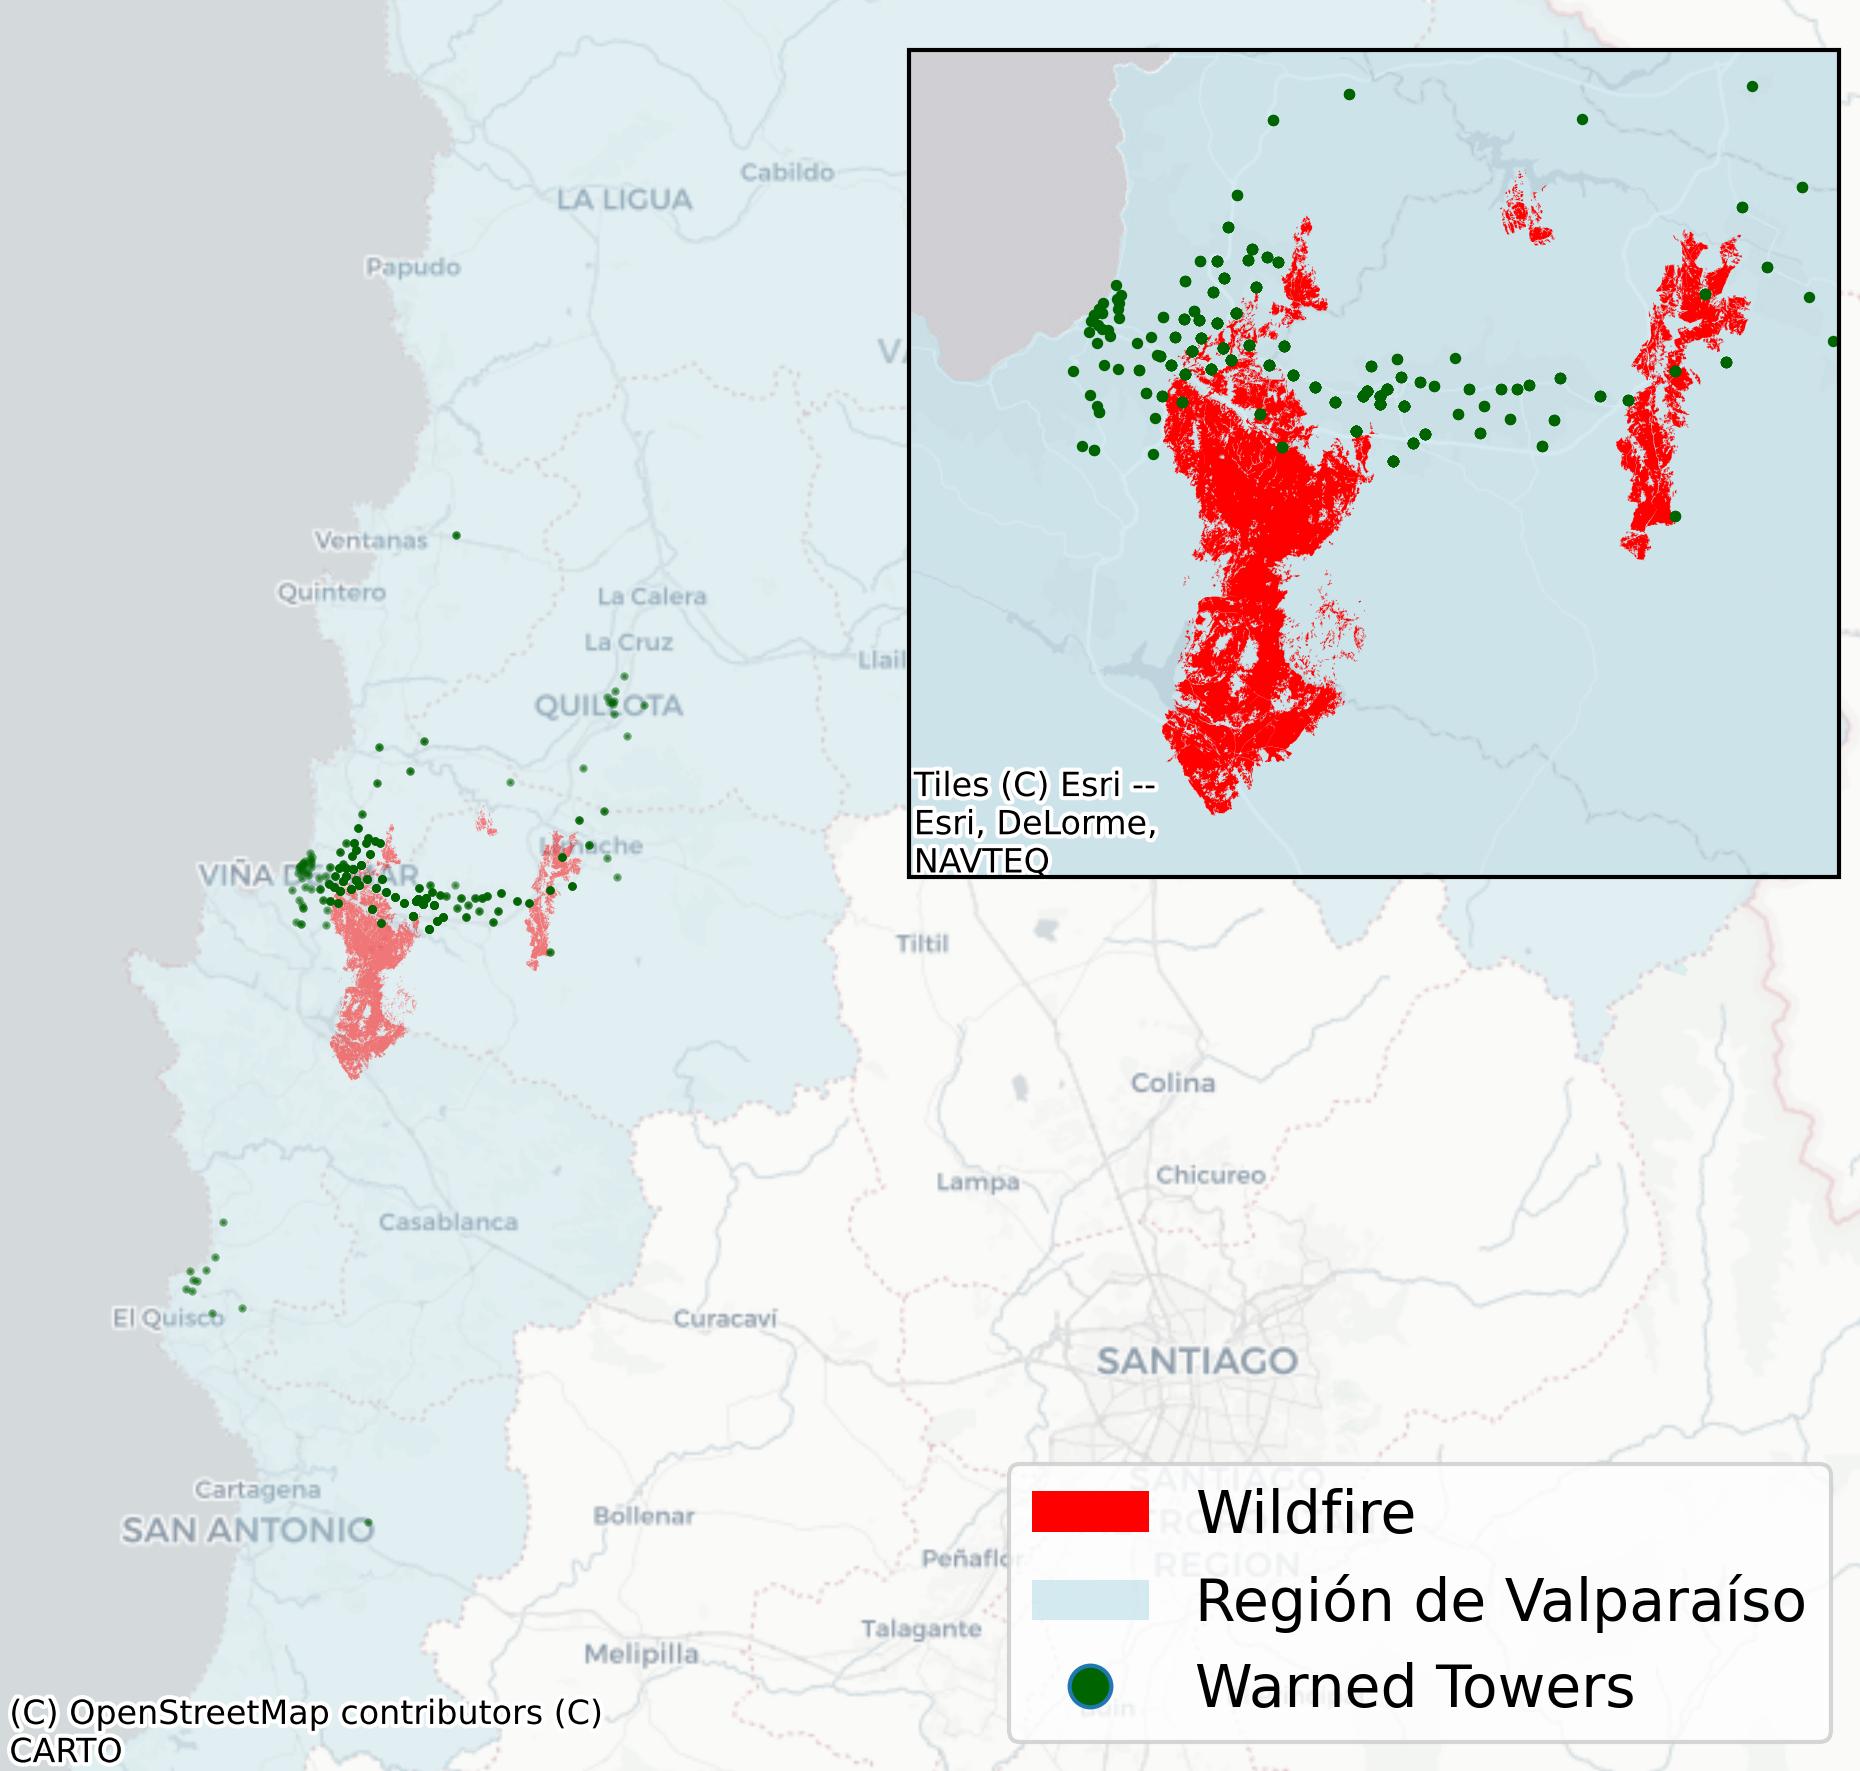 Cabildo
LA LIGUA
Papudo
Ventanas
Quintero
La Calera
La Cruz
QUILLOTA
Limache
VIÑA DEL MAR
Tiles (C) Esri --
Esri, DeLorme,
NAVTEQ
Tiltil
Colina
Lampa
Chicureo
Casablanca
El Quisco
Curacaví
SANTIAGO
Cartagena
SAN ANTONIO
Bollenar
Talagante
Melipilla
SANTIAGO
REGION
Wildfire
Región de Valparaíso
Warned Towers
(C) OpenStreetMap contributors (C)
CARTO